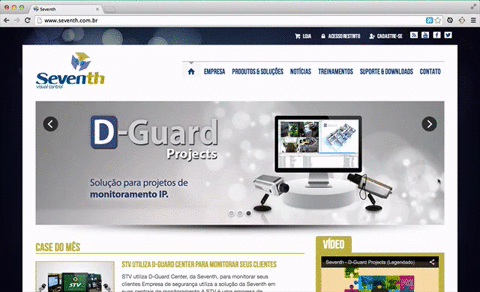 Seventh
www.seventh.com.br
LOJA
ACESSO RESTRITO
CADASTRE-SE
Seventh
visual control
EMPRESA
PRODUTOS & SOLUÇÕES
NOTÍCIAS
TREINAMENTOS
SUPORTE & DOWNLOADS
CONTATO
D-Guard
Projects
Solução para projetos de
monitoramento IP.
CASE DO MÊS
STV UTILIZA D-GUARD CENTER PARA MONITORAR SEUS CLIENTES
STV utiliza D-Guard Center, da Seventh, para monitorar seus
clientes Empresa de segurança utiliza a solução da Seventh em
STV
VÍDEO
Seventh - D-Guard Projects (Legendado)